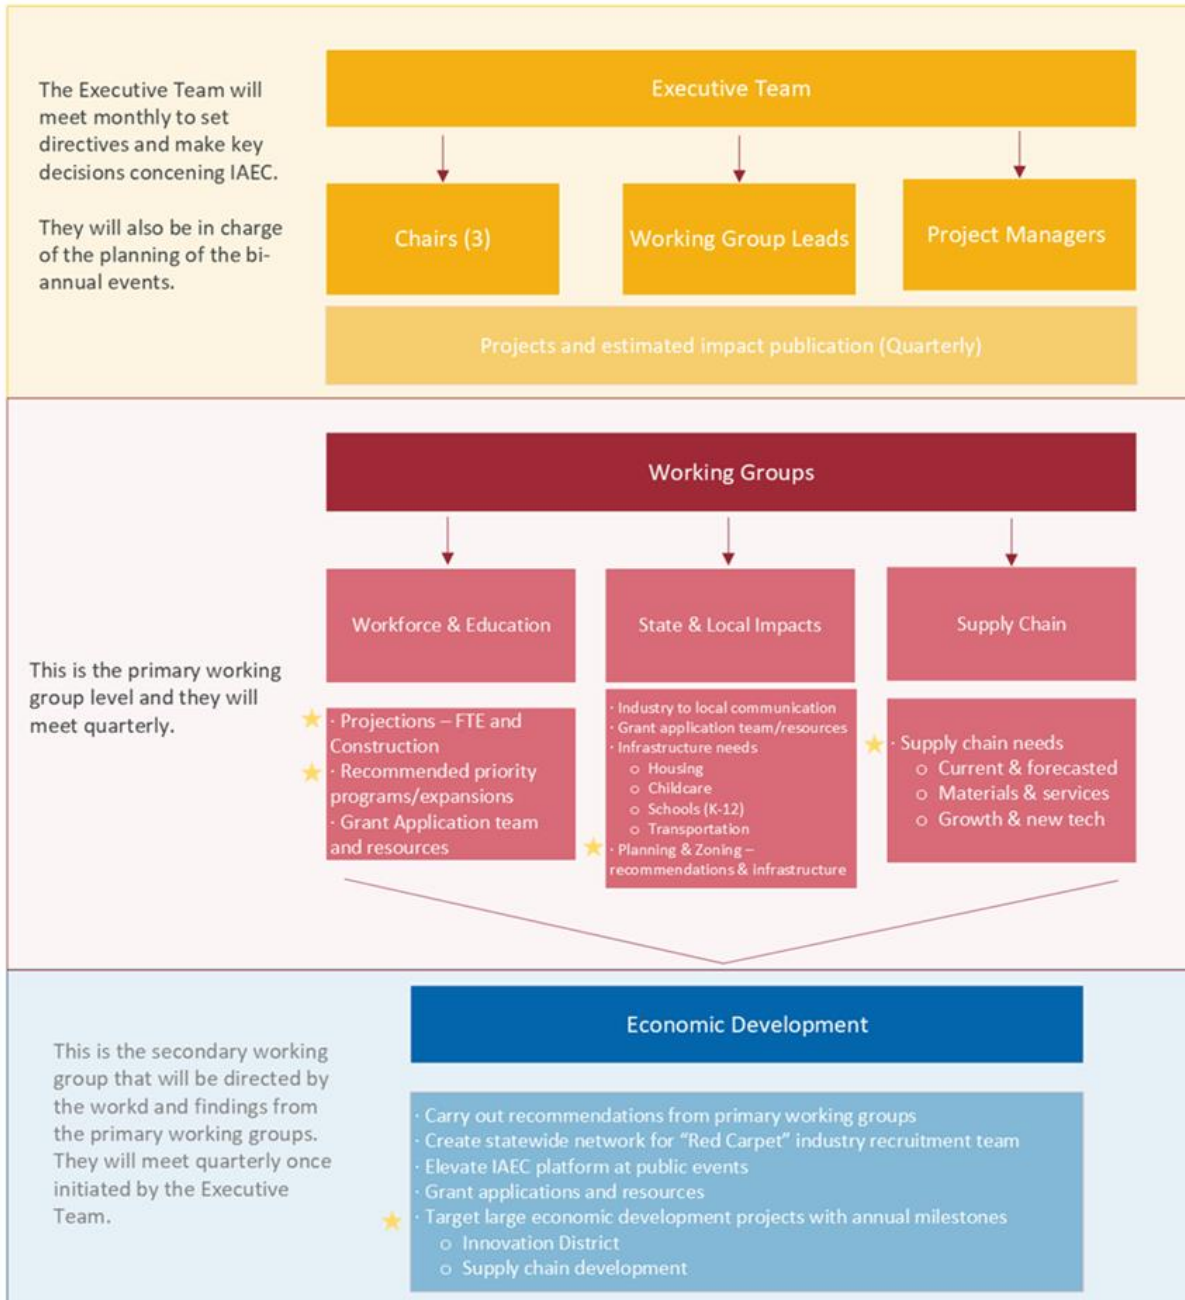 The Executive Team will
meet monthly to set
directives and make key
decisions concening IAEC.
They will also be in charge
of the planning of the bi-
annual events.
Executive Team
Chairs (3)
Working Group Leads
Project Managers
Projects and estimated impact publication (Quarterly)
This is the primary working
group level and they will
meet quarterly.
Working Groups
Workforce & Education
State & Local Impacts
Supply Chain
· Projections – FTE and
Construction
· Recommended priority
programs/expansions
· Grant Application team
and resources
· Industry to local communication
· Grant application team/resources
· Infrastructure needs
o Housing
o Childcare
o Schools (K-12)
o Transportation
· Planning & Zoning –
recommendations & infrastructure
· Supply chain needs
o Current & forecasted
o Materials & services
o Growth & new tech
This is the secondary working
group that will be directed by
the workd and findings from
the primary working groups.
They will meet quarterly once
initiated by the Executive
Team.
Economic Development
· Carry out recommendations from primary working groups
· Create statewide network for “Red Carpet” industry recruitment team
· Elevate IAEC platform at public events
· Grant applications and resources
· Target large economic development projects with annual milestones
o Innovation District
o Supply chain development